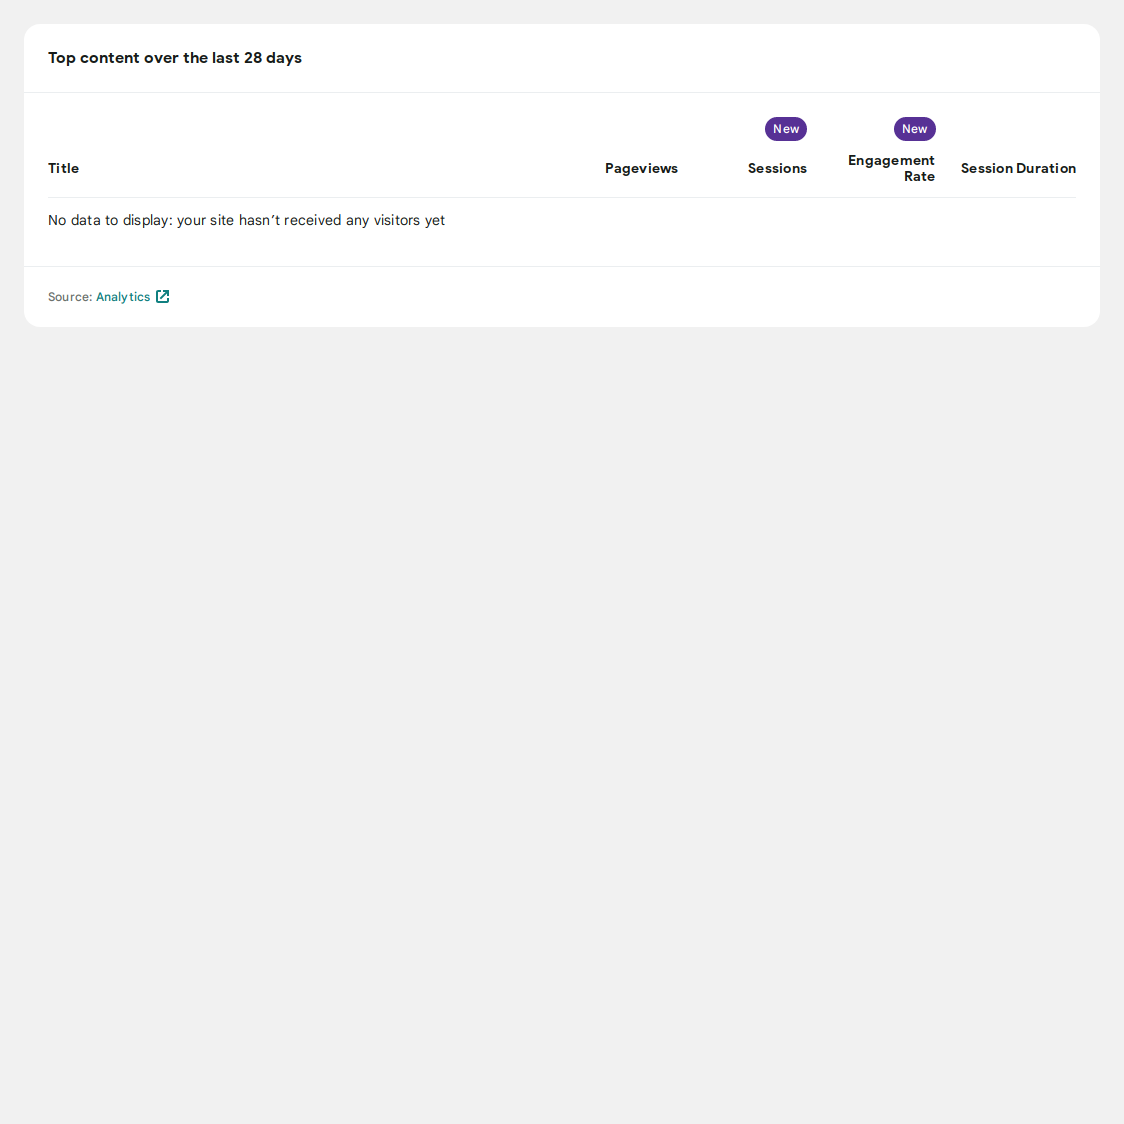 Top content over the last 28 days
New New
Title Pageviews Sessions Engagement Rate Session Duration
No data to display: your site hasn’t received any visitors yet
Source: Analytics